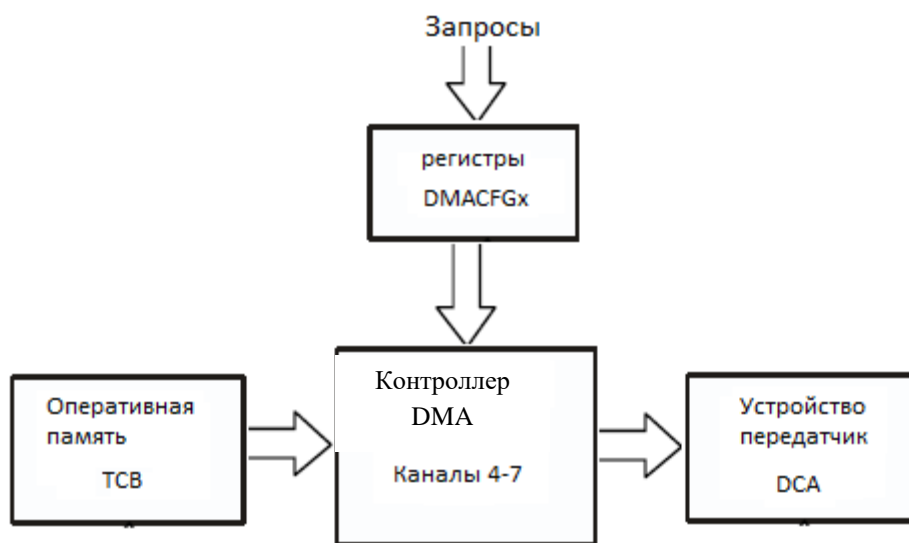 Запросы
регистры
DMACFGx
Оперативная
память
TCB
Контроллер
DMA
Каналы 4-7
Устройство
передатчик
DCA